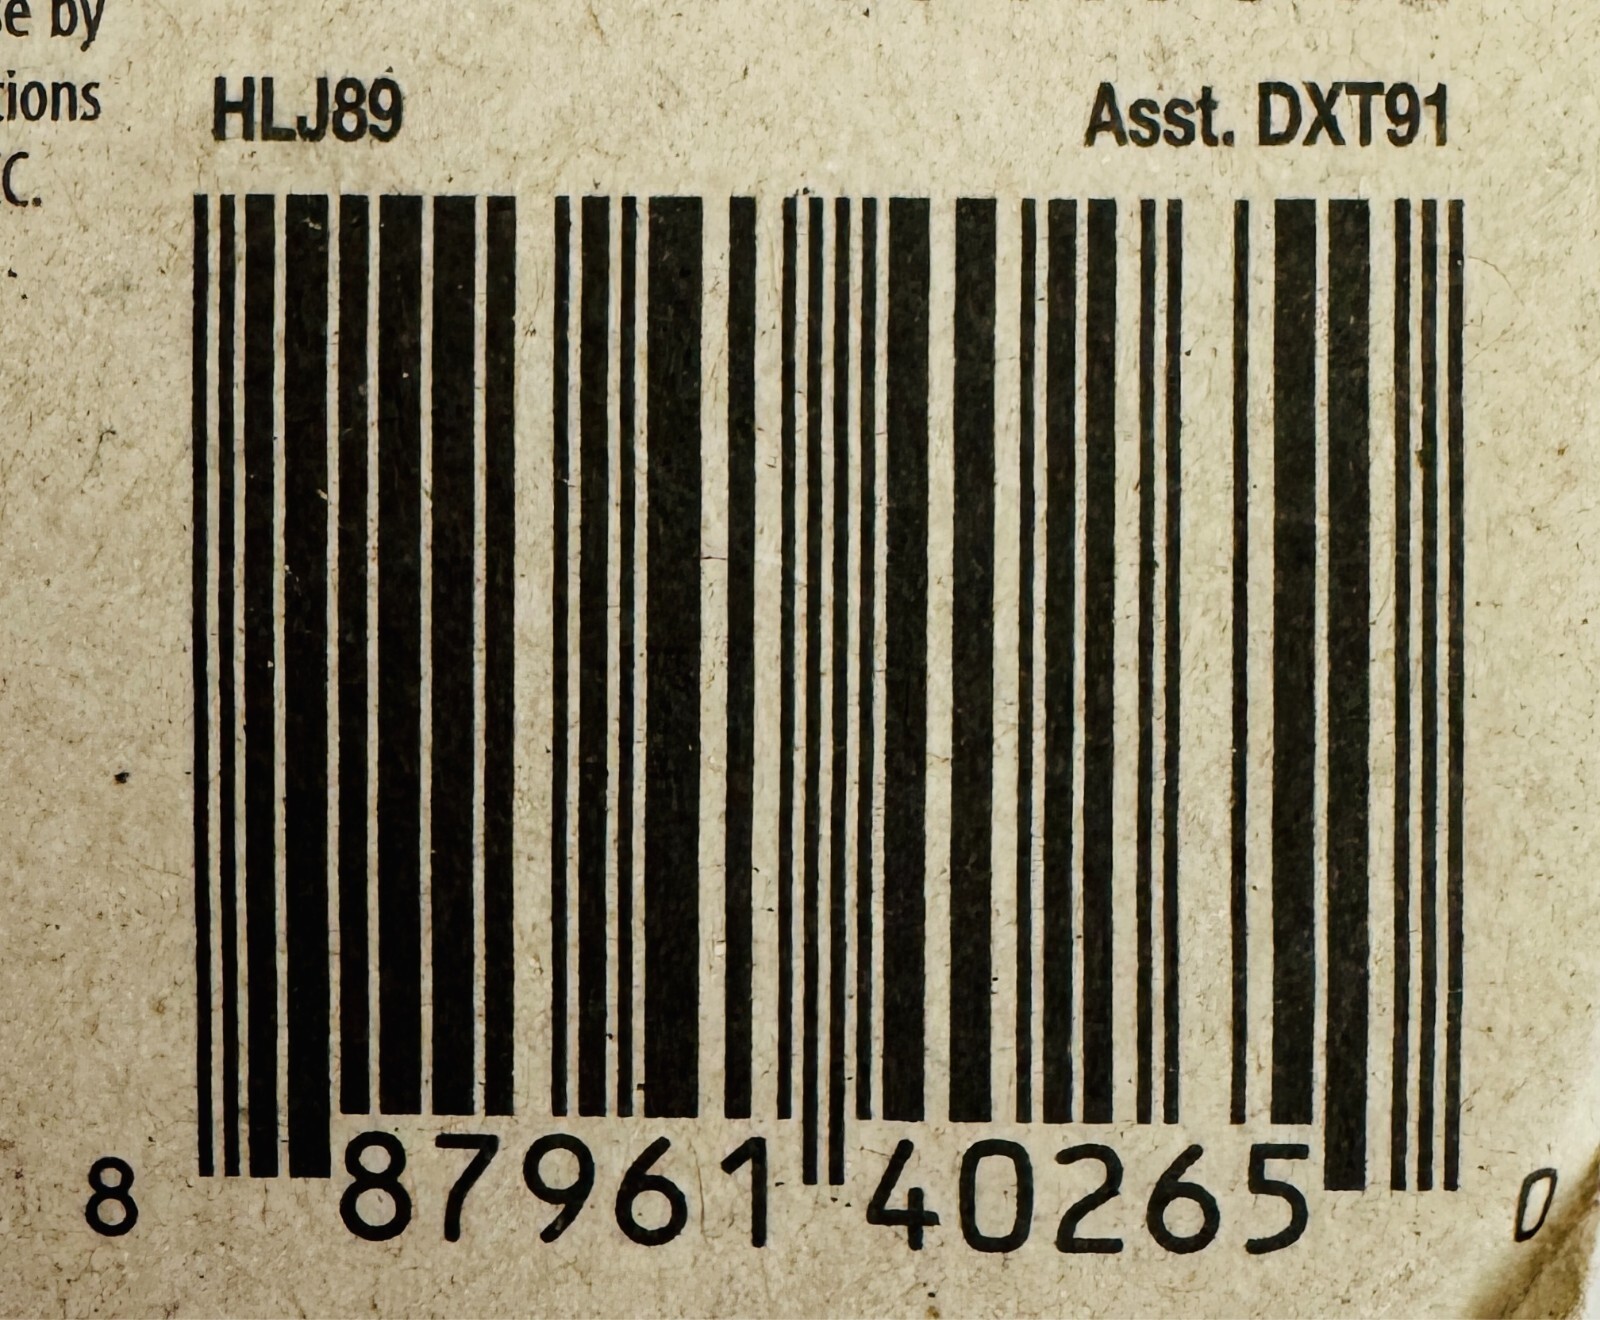 se by
tions
C.
HLJ89 Asst. DXT91
8 87961 40265 0